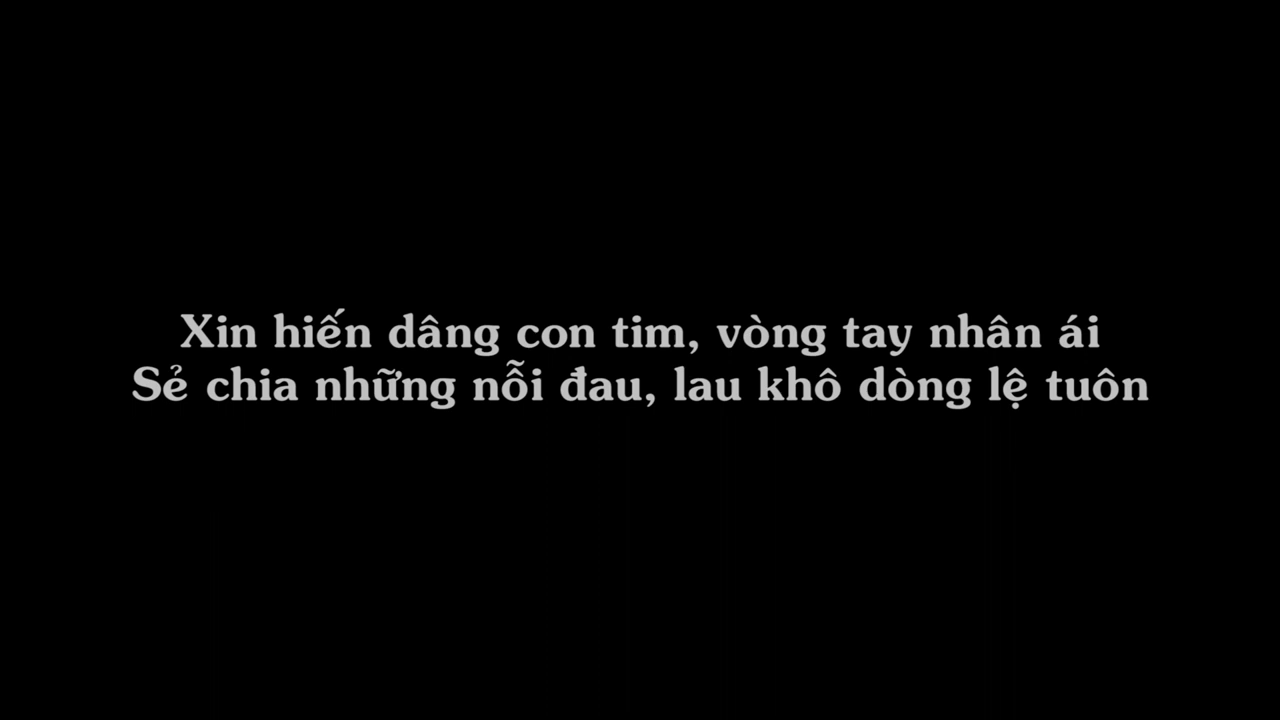 Xin hiến dâng con tim, vòng tay nhân ái
Sẻ chia những nỗi đau, lau khô dòng lệ tuôn